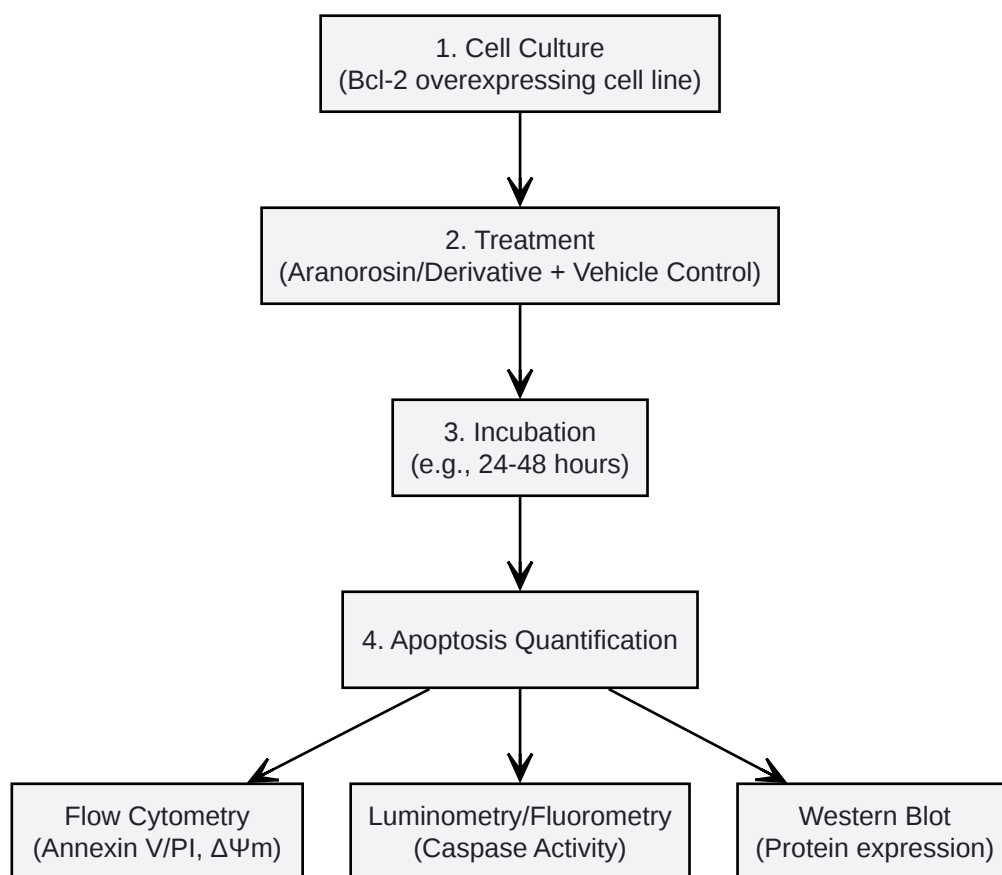 1. Cell Culture
(Bcl-2 overexpressing cell line)
2. Treatment
(Aranorosin/Derivative + Vehicle Control)
3. Incubation
(e.g., 24-48 hours)
4. Apoptosis Quantification
Flow Cytometry
(Annexin V/PI, ΔΨm)
Luminometry/Fluorometry
(Caspase Activity)
Western Blot
(Protein expression)